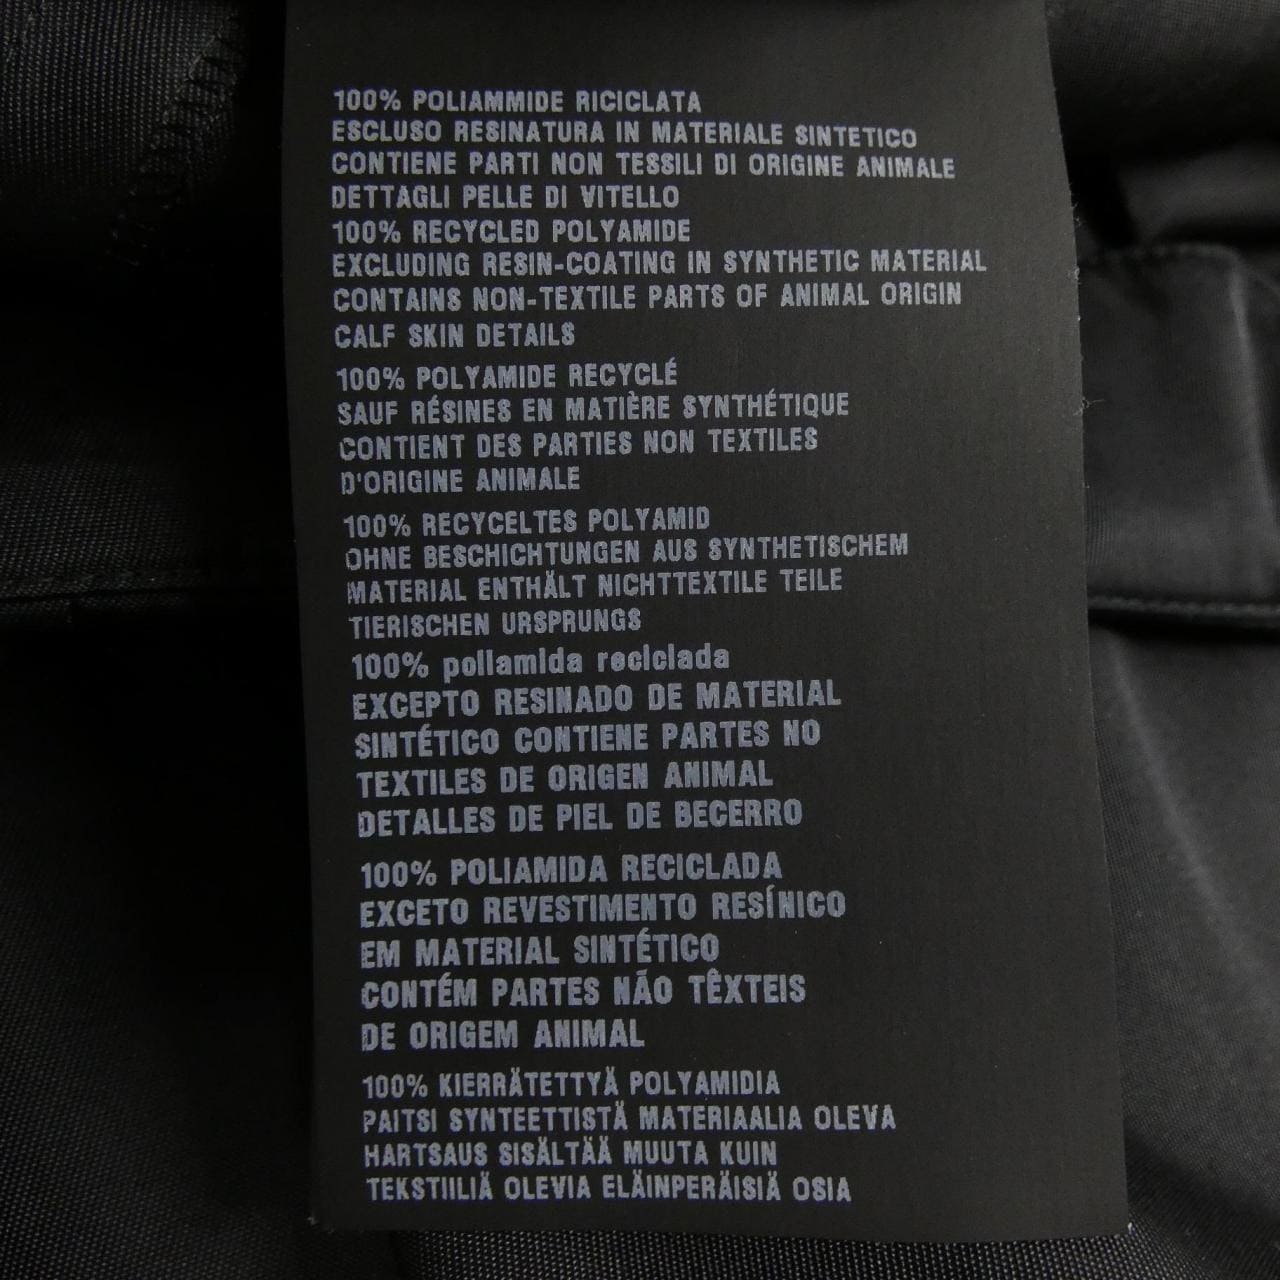 100% POLIAMMIDE RICICLATA
ESCLUSO RESINATURA IN MATERIALE SINTETICO
CONTIENE PARTI NON TESSILI DI ORIGINE ANIMALE
DETTAGLI PELLE DI VITELLO
100% RECYCLED POLYAMIDE
EXCLUDING RESIN-COATING IN SYNTHETIC MATERIAL
CONTAINS NON-TEXTILE PARTS OF ANIMAL ORIGIN
CALF SKIN DETAILS
100% POLYAMIDE RECYCLÉ
SAUF RÉSINES EN MATIÈRE SYNTHÉTIQUE
CONTIENT DES PARTIES NON TEXTILES
D'ORIGINE ANIMALE
100% RECYCELTES POLYAMID
OHNE BESCHICHTUNGEN AUS SYNTHETISCHEM
MATERIAL ENTHÄLT NICHTTEXTILE TEILE
TIERISCHEN URSPRUNGS
100% poliamida reciclada
EXCEPTO RESINADO DE MATERIAL
SINTÉTICO CONTIENE PARTES NO
TEXTILES DE ORIGEN ANIMAL
DETALLES DE PIEL DE BECERRO
100% POLIAMIDA RECICLADA
EXCETO REVESTIMENTO RESÍNICO
EM MATERIAL SINTÉTICO
CONTÉM PARTES NÃO TÊXTEIS
DE ORIGEM ANIMAL
100% KIERRÄTETTYÄ POLYAMIDIA
PAITSI SYNTEETTISTÄ MATERIAALIA OLEVA
HARTSAUS SISÄLTÄÄ MUUTA KUIN
TEKSTIILIÄ OLEVIA ELÄINPERÄISIÄ OSIA